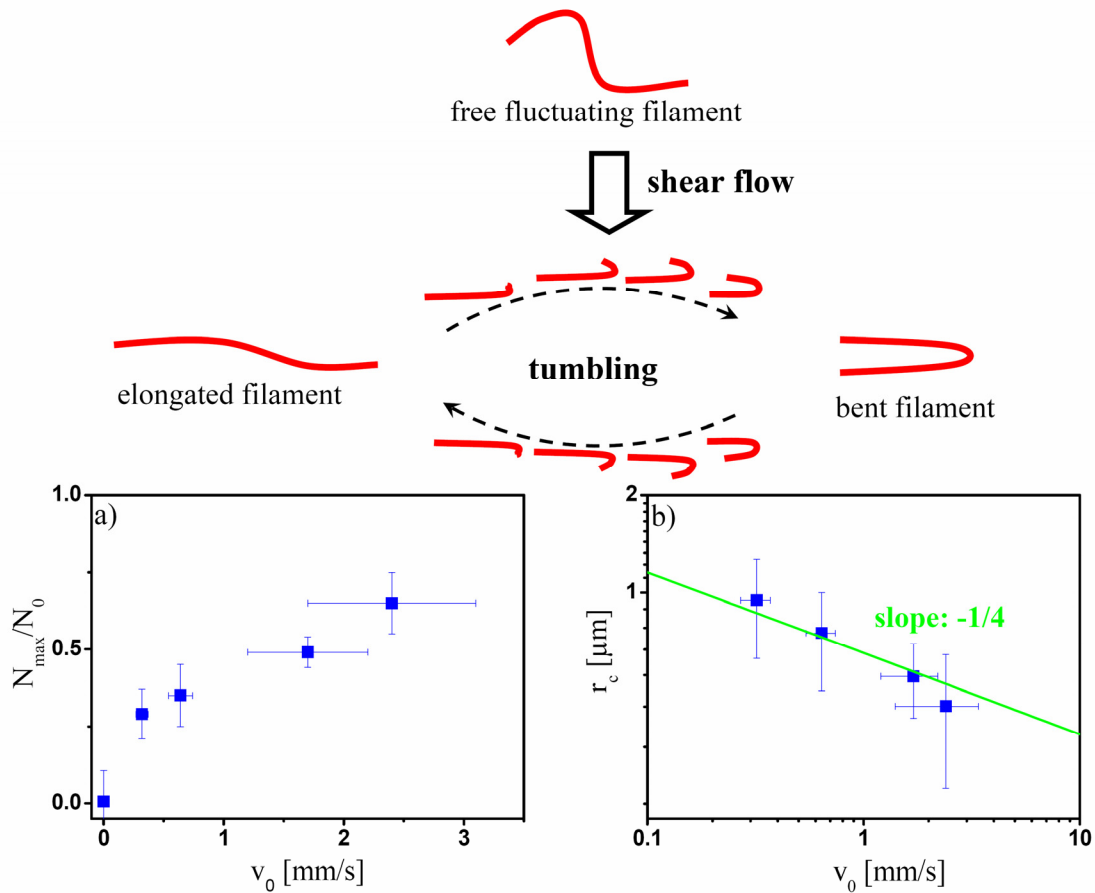 free fluctuating filament
shear flow
tumbling
elongated filament
bent filament
a)
1.0
0.5
0.0
N_max/N_0
0 1 2 3
v_0 [mm/s]
b)
2
1
r_c [μm]
slope: -1/4
0.1 1 10
v_0 [mm/s]